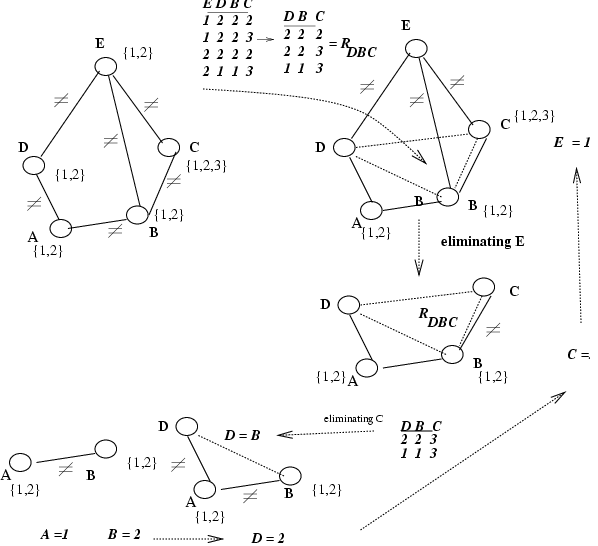 E D B C
1 2 2 2
1 2 2 3
2 2 2 2
2 1 1 3
D B C
2 2 2
2 2 3
1 1 3
= R DBC
E {1,2}
≠ ≠ ≠
D {1,2}
C {1,2,3}
≠ ≠
B {1,2}
≠
A {1,2}
E
≠ ≠ ≠
C {1,2,3}
D
B B {1,2}
A {1,2}
E = 1
eliminating E
D C
R DBC
≠
B {1,2}
A {1,2}
C =
eliminating C
D B C
2 2 3
1 1 3
D D = B
≠ ≠
A {1,2}
B {1,2}
A {1,2}
≠
B {1,2}
A =1 B = 2 D = 2